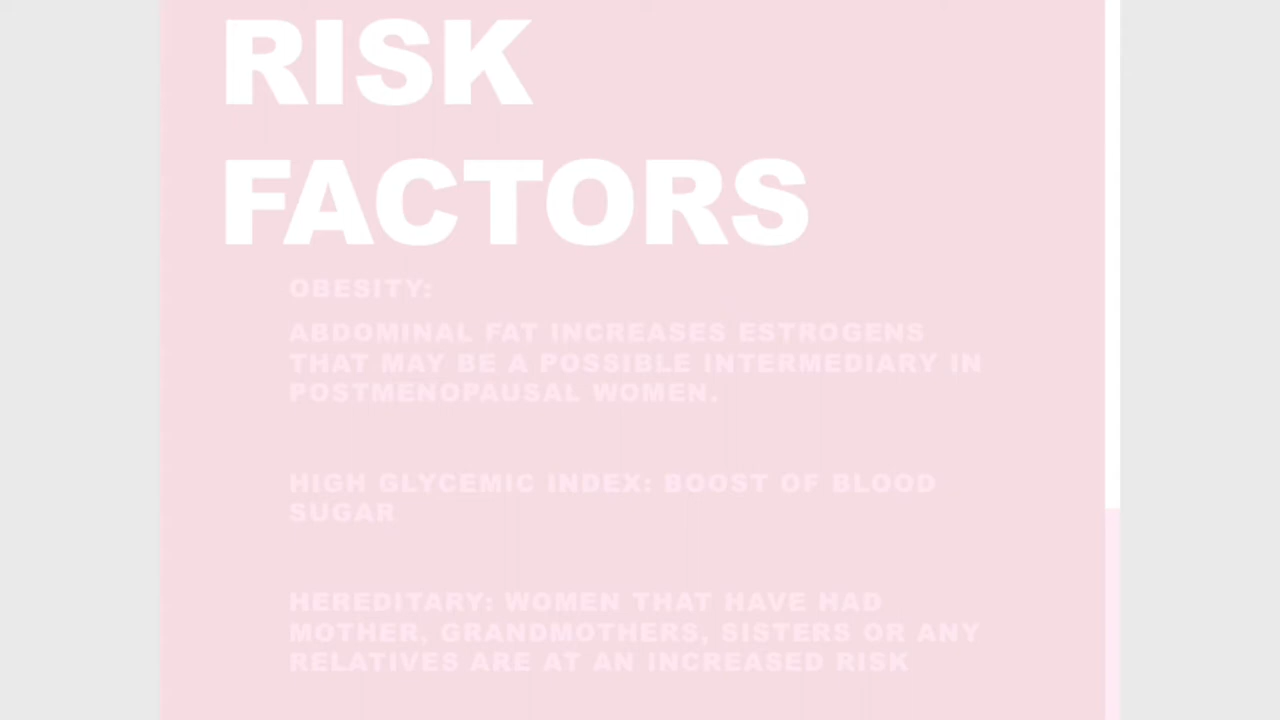 RISK
FACTORS
OBESITY:
ABDOMINAL FAT INCREASES ESTROGENS
THAT MAY BE A POSSIBLE INTERMEDIARY IN
POSTMENOPAUSAL WOMEN.
HIGH GLYCEMIC INDEX: BOOST OF BLOOD
SUGAR
HEREDITARY: WOMEN THAT HAVE HAD
MOTHER, GRANDMOTHERS, SISTERS OR ANY
RELATIVES ARE AT AN INCREASED RISK